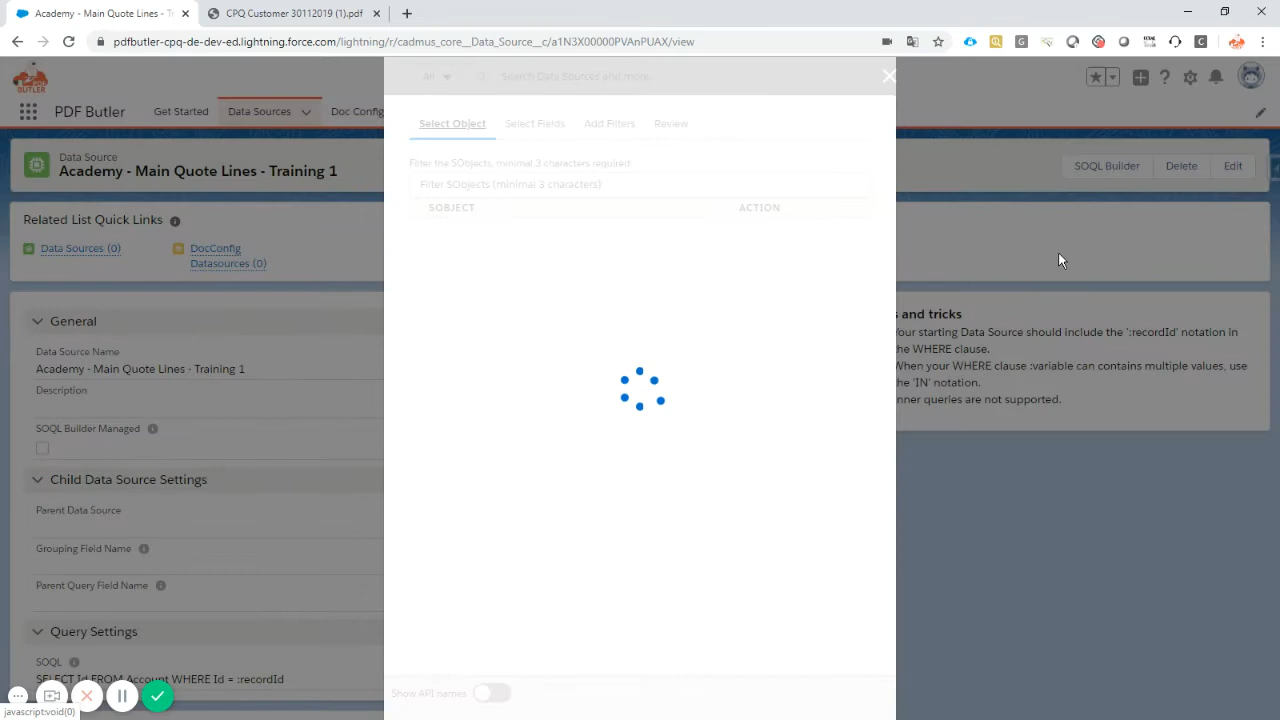 Academy - Main Quote Lines - Tr
CPQ Customer 30112019 (1).pdf
pdfbutler-cpq-de-dev-ed.lightning.force.com/lightning/r/cadmus_core__Data_Source__c/a1N3X00000PVAnPUAX/view
All
Search Data Sources and more...
BUTLER
PDF Butler
Get Started
Data Sources
Doc Config
Select Object
Select Fields
Add Filters
Review
Data Source
Academy - Main Quote Lines - Training 1
SOQL Builder
Delete
Edit
Filter the SObjects, minimal 3 characters required
Filter SObjects (minimal 3 characters)
SOBJECT
ACTION
Related List Quick Links
Data Sources (0)
DocConfig
Datasources (0)
General
Data Source Name
Academy - Main Quote Lines - Training 1
Description
SOQL Builder Managed
Child Data Source Settings
Parent Data Source
Grouping Field Name
Parent Query Field Name
Query Settings
SOQL
SELECT Id FROM Account WHERE Id = :recordId
s and tricks
Your starting Data Source should include the ':recordId' notation in
the WHERE clause.
When your WHERE clause :variable can contain multiple values, use
the 'IN' notation.
nner queries are not supported.
Show API names
javascript:void(0)